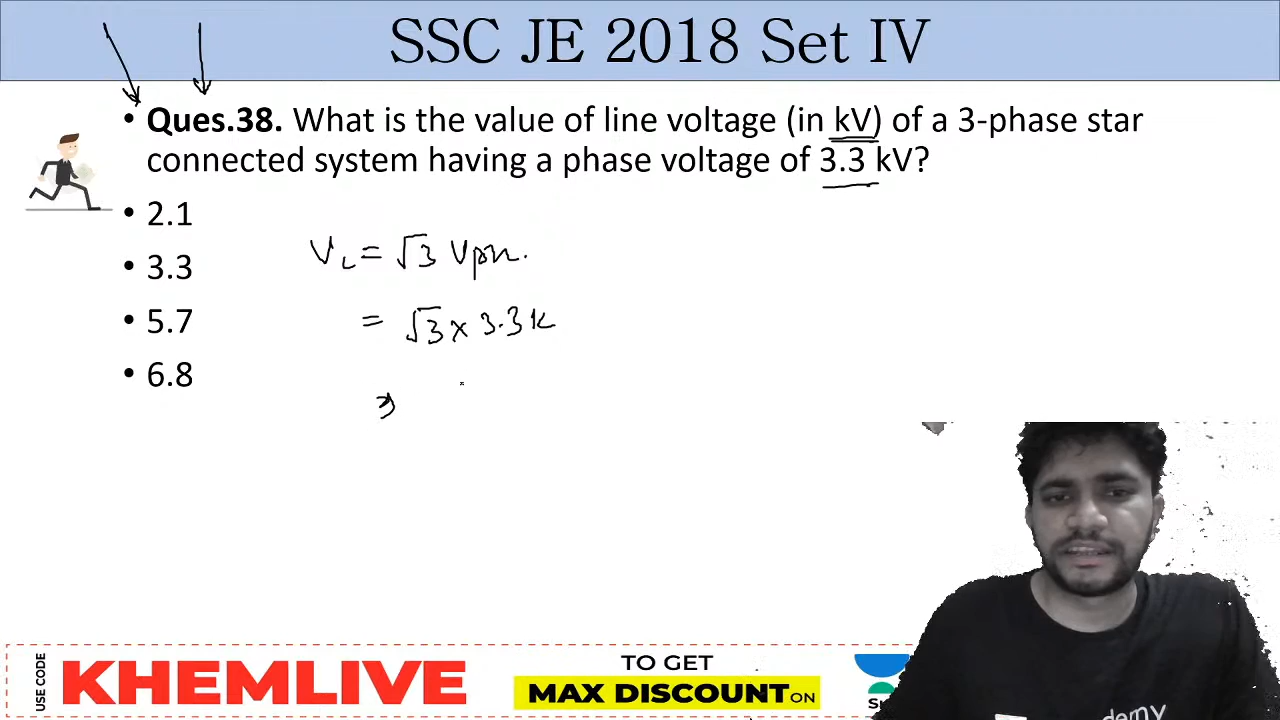 SSC JE 2018 Set IV
• Ques.38. What is the value of line voltage (in kV) of a 3-phase star
connected system having a phase voltage of 3.3 kV?
• 2.1
• 3.3
• 5.7
• 6.8
V_L = √3 Vph.
= √3 x 3.3 k
USE CODE
KHEMLIVE
TO GET
MAX DISCOUNT ON
demy